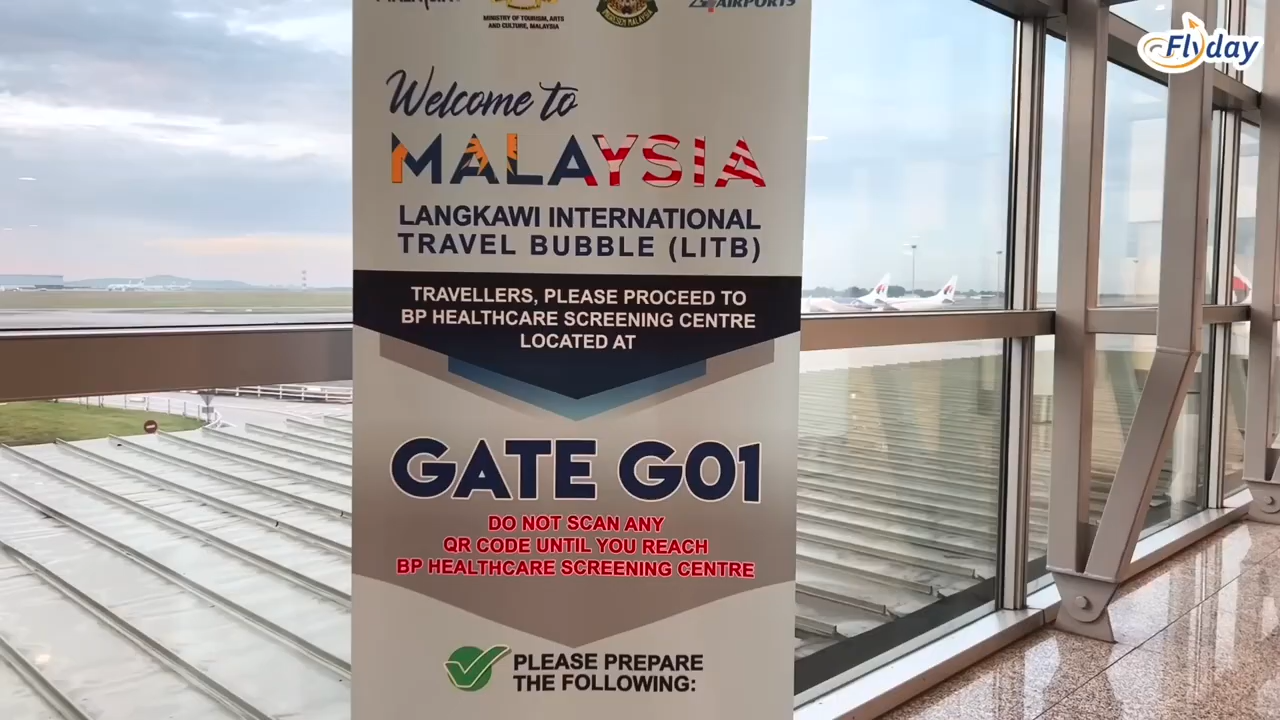 MINISTRY OF TOURISM, ARTS
AND CULTURE, MALAYSIA
AIRPORTS
Flyday
Welcome to
MALAYSIA
LANGKAWI INTERNATIONAL
TRAVEL BUBBLE (LITB)
TRAVELLERS, PLEASE PROCEED TO
BP HEALTHCARE SCREENING CENTRE
LOCATED AT
GATE G01
DO NOT SCAN ANY
QR CODE UNTIL YOU REACH
BP HEALTHCARE SCREENING CENTRE
PLEASE PREPARE
THE FOLLOWING: